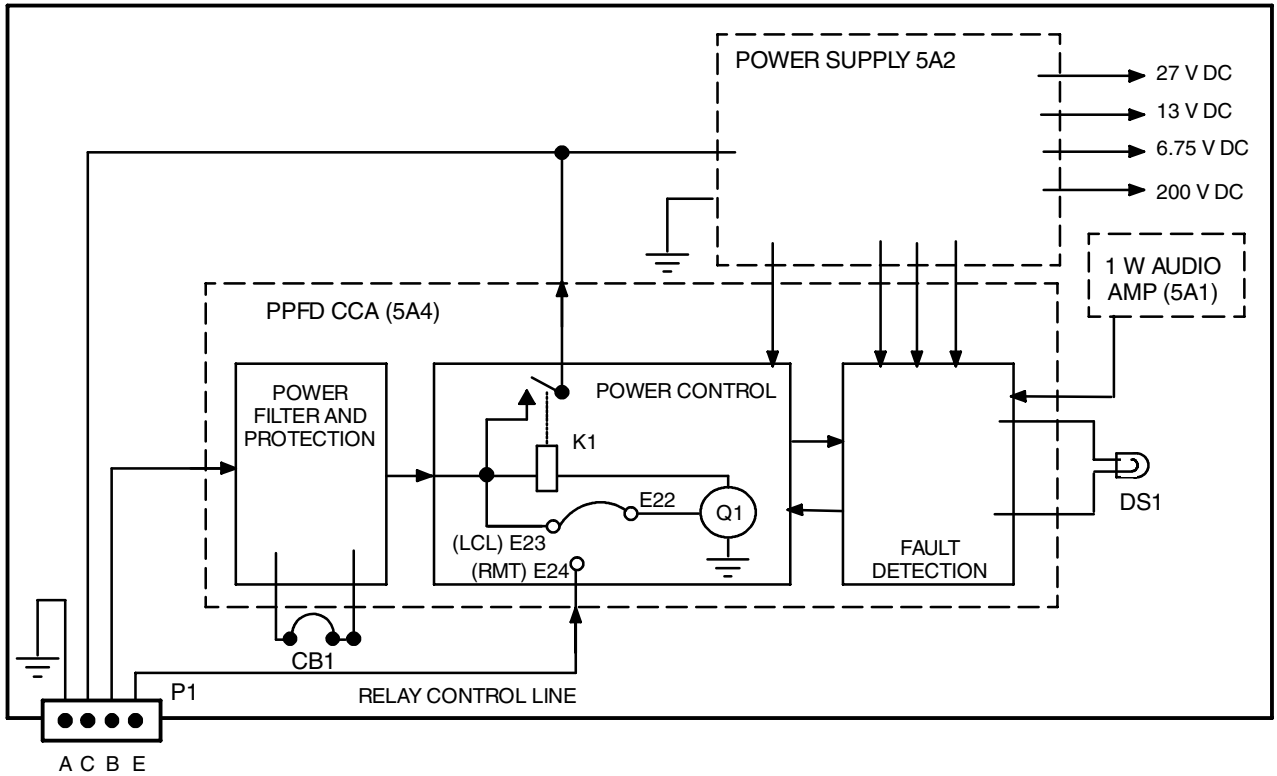 POWER SUPPLY 5A2
27 V DC
13 V DC
6.75 V DC
200 V DC
1 W AUDIO
AMP (5A1)
PPFD CCA (5A4)
POWER
FILTER AND
PROTECTION
POWER CONTROL
K1
E22
Q1
(LCL) E23
(RMT) E24
FAULT
DETECTION
DS1
CB1
P1
RELAY CONTROL LINE
A C B E